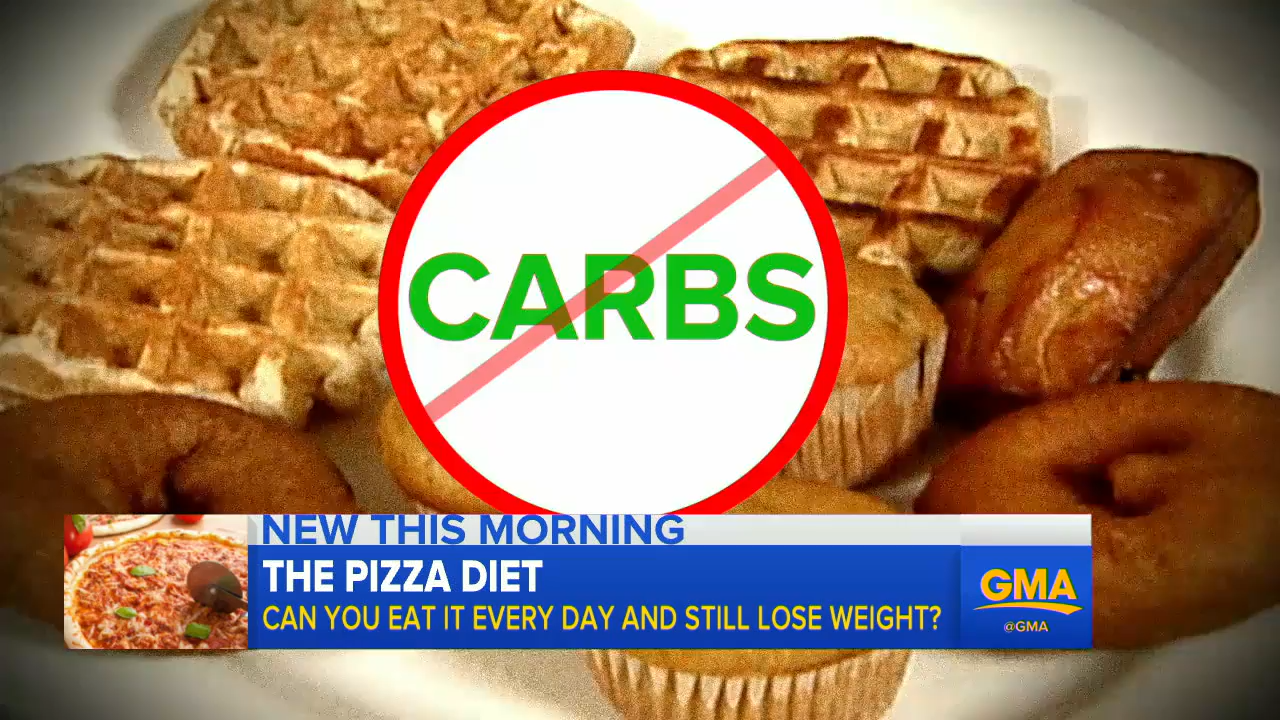 CARBS
NEW THIS MORNING
THE PIZZA DIET
CAN YOU EAT IT EVERY DAY AND STILL LOSE WEIGHT?
GMA
@GMA